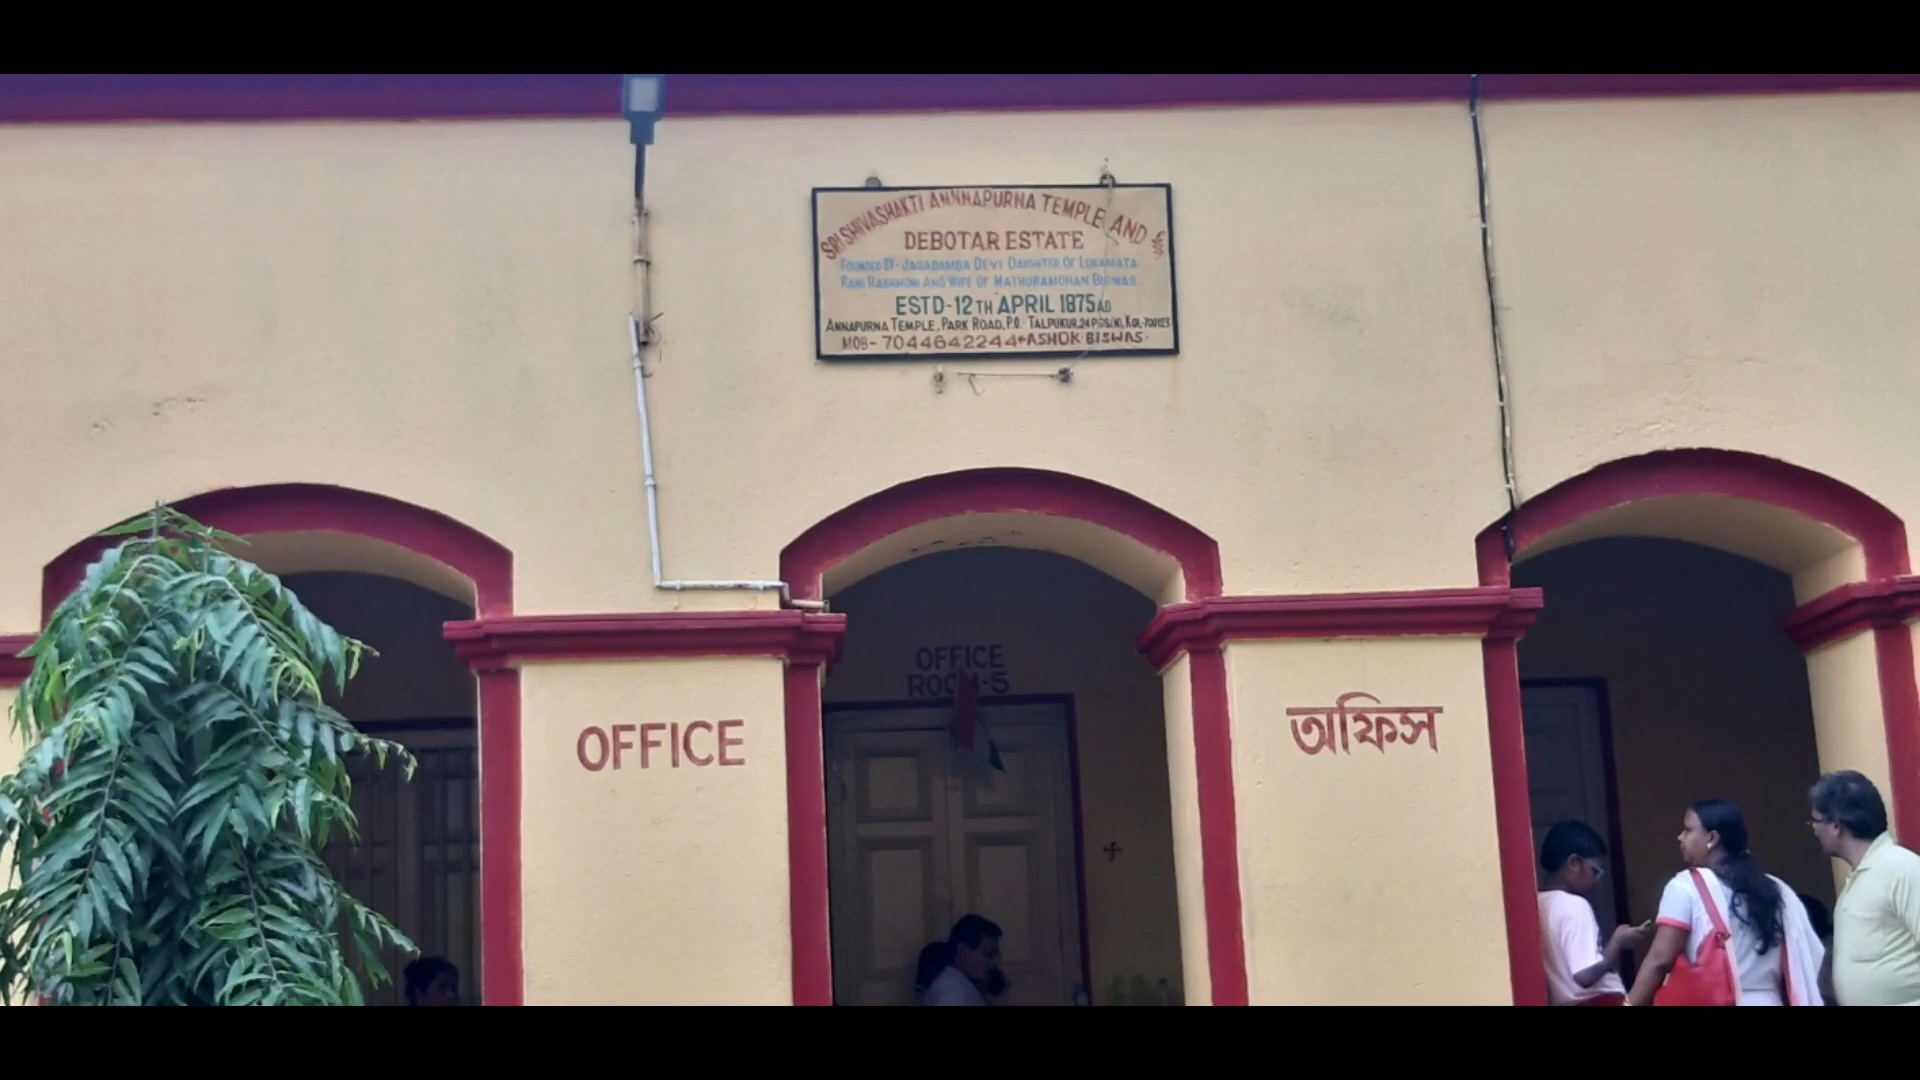 SRI SHIVASHAKTI ANNNAPURNA TEMPLE AND
DEBOTAR ESTATE
FOUNDED BY- JAGADAMBA DEVI DAUGHTER OF LOKAMATA
RANI RASHMONI AND WIFE OF MATHURAMOHAN BISWAS
ESTD-12TH APRIL 1875AD
ANNAPURNA TEMPLE, PARK ROAD, P.O. TALPUKUR, 24 PGS(N), KOL-700123
MOB- 7044642244 ASHOK BISWAS
OFFICE
ROOM-5
OFFICE
অফিস